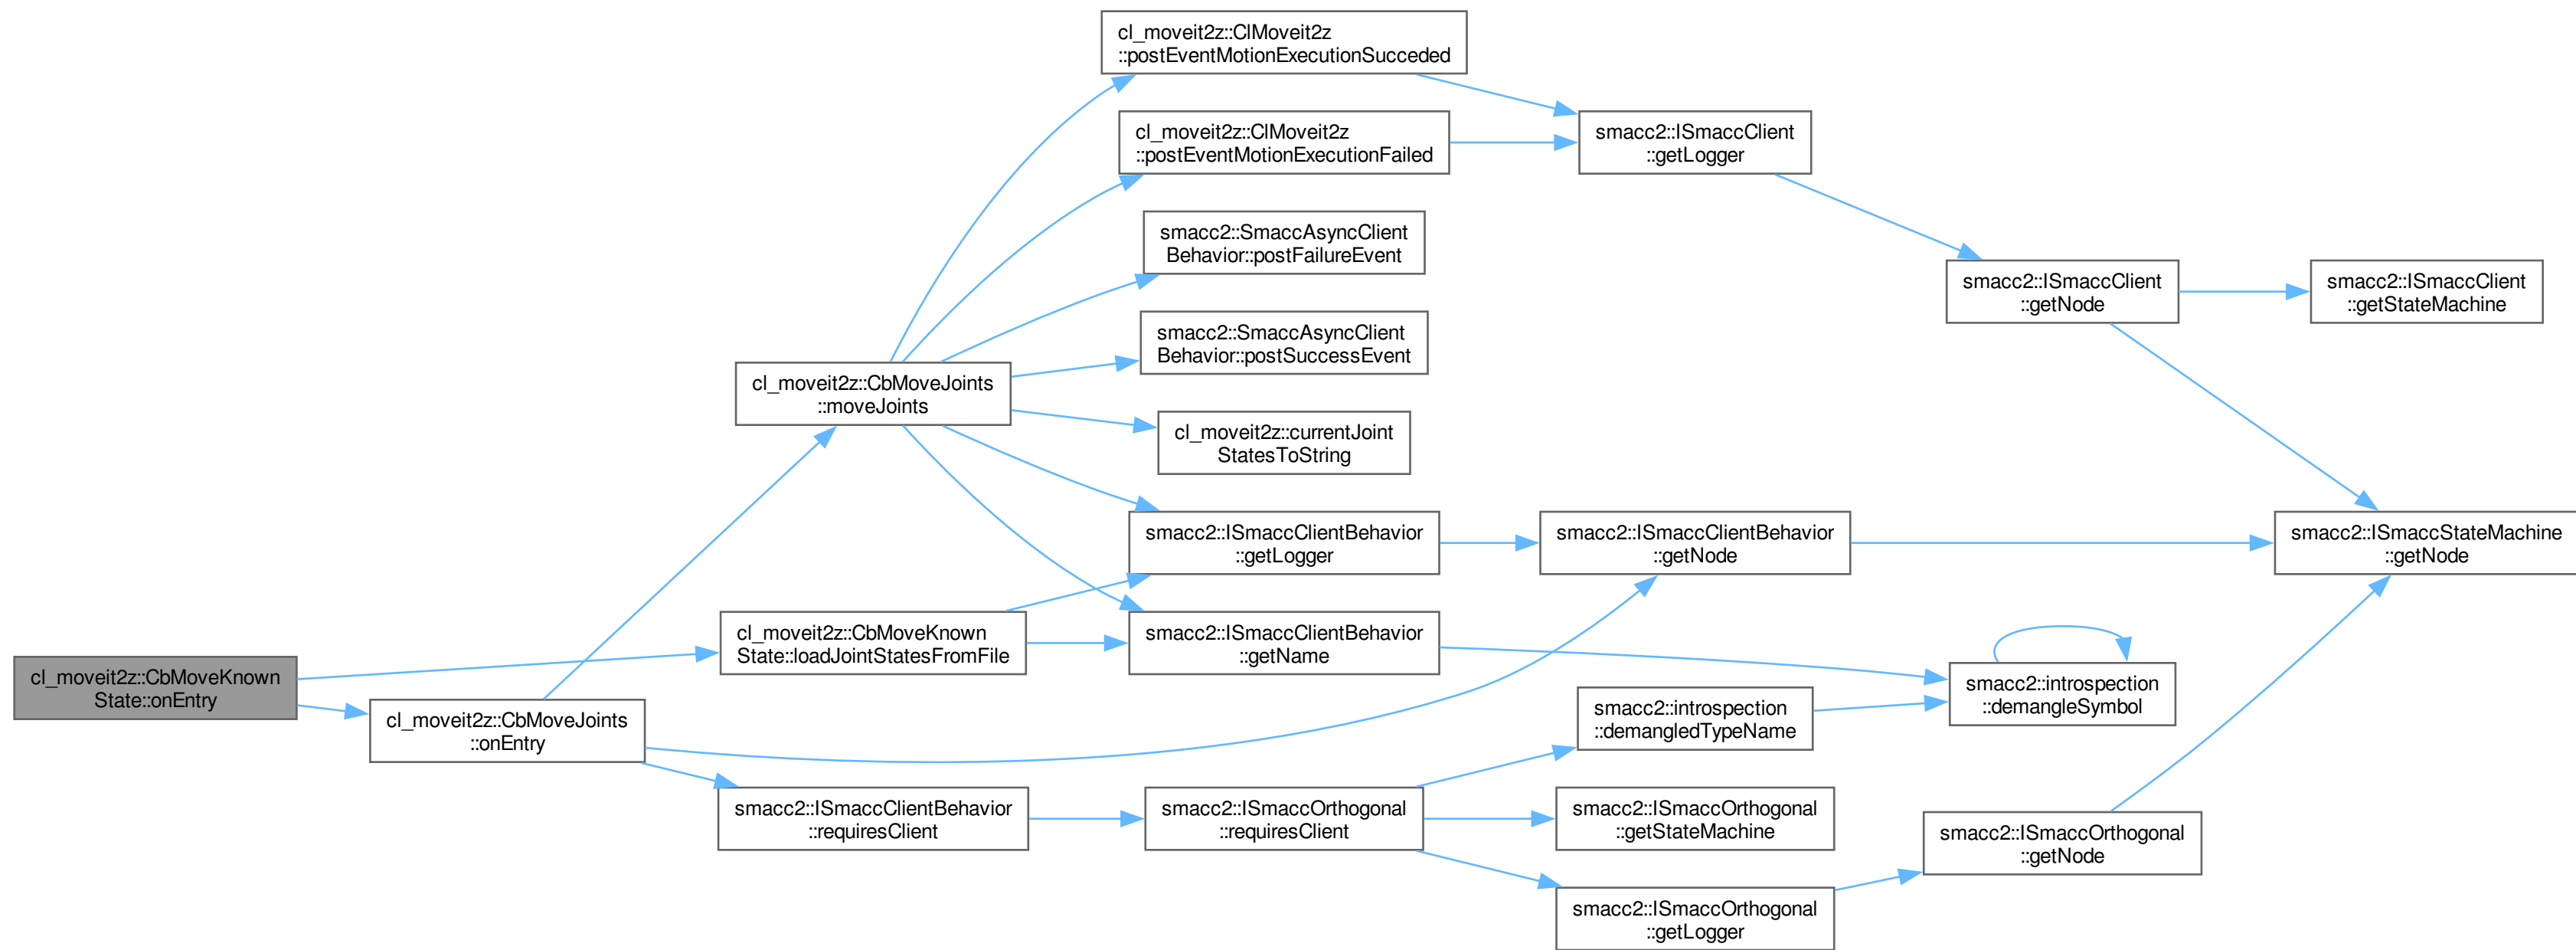 cl_moveit2z::ClMoveit2z
::postEventMotionExecutionSucceded
cl_moveit2z::ClMoveit2z
::postEventMotionExecutionFailed
smacc2::ISmaccClient
::getLogger
smacc2::SmaccAsyncClient
Behavior::postFailureEvent
smacc2::ISmaccClient
::getNode
smacc2::ISmaccClient
::getStateMachine
smacc2::SmaccAsyncClient
Behavior::postSuccessEvent
cl_moveit2z::CbMoveJoints
::moveJoints
cl_moveit2z::currentJoint
StatesToString
smacc2::ISmaccClientBehavior
::getLogger
smacc2::ISmaccClientBehavior
::getNode
smacc2::ISmaccStateMachine
::getNode
cl_moveit2z::CbMoveKnown
State::loadJointStatesFromFile
smacc2::ISmaccClientBehavior
::getName
cl_moveit2z::CbMoveKnown
State::onEntry
smacc2::introspection
::demangleSymbol
cl_moveit2z::CbMoveJoints
::onEntry
smacc2::introspection
::demangledTypeName
smacc2::ISmaccClientBehavior
::requiresClient
smacc2::ISmaccOrthogonal
::requiresClient
smacc2::ISmaccOrthogonal
::getStateMachine
smacc2::ISmaccOrthogonal
::getNode
smacc2::ISmaccOrthogonal
::getLogger